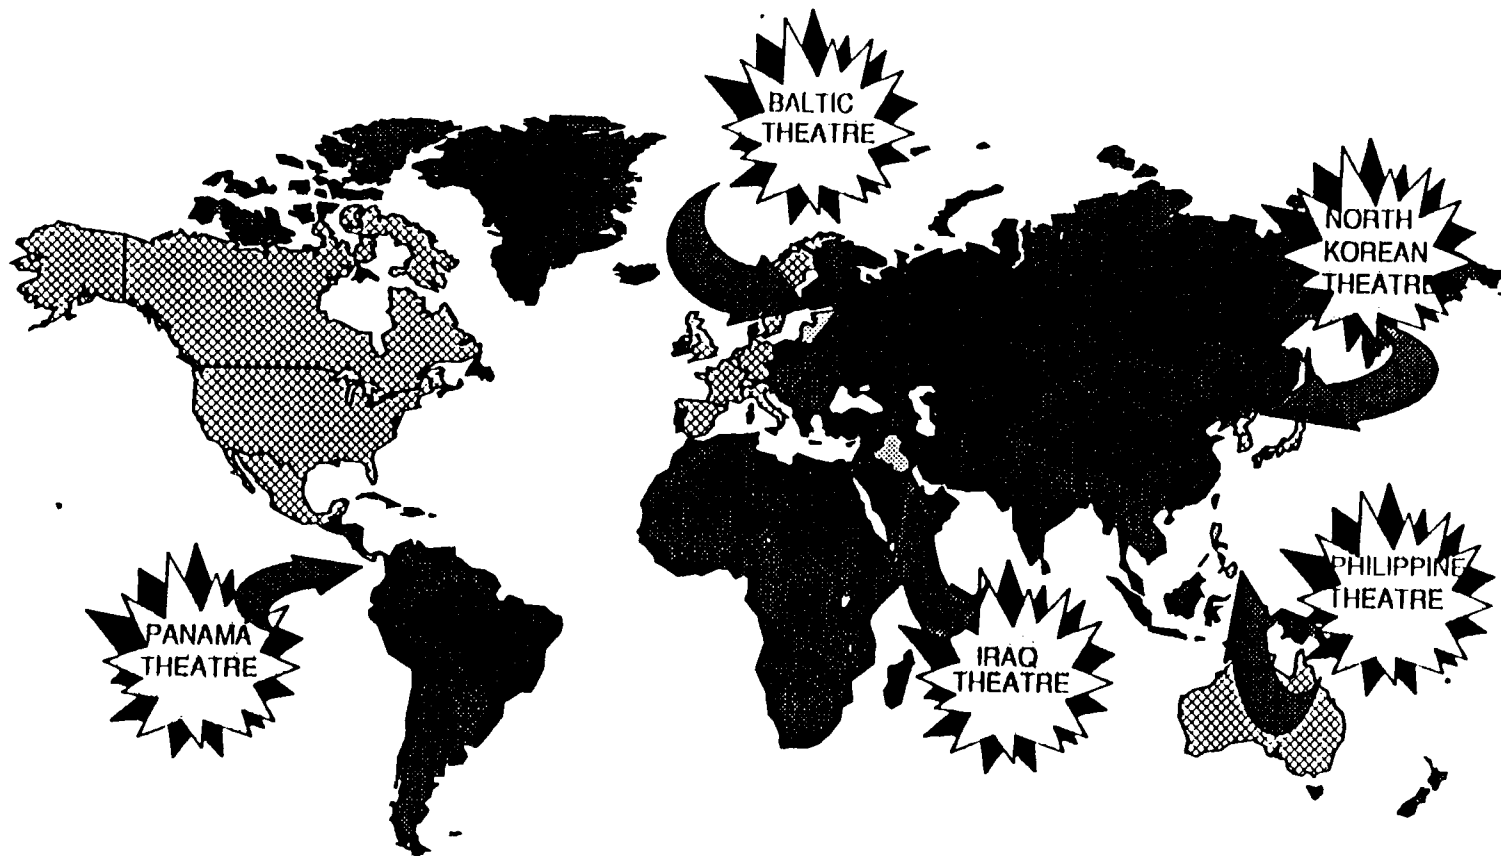 BALTIC
THEATRE
NORTH
KOREAN
THEATRE
PHILIPPINE
THEATRE
PANAMA
THEATRE
IRAQ
THEATRE